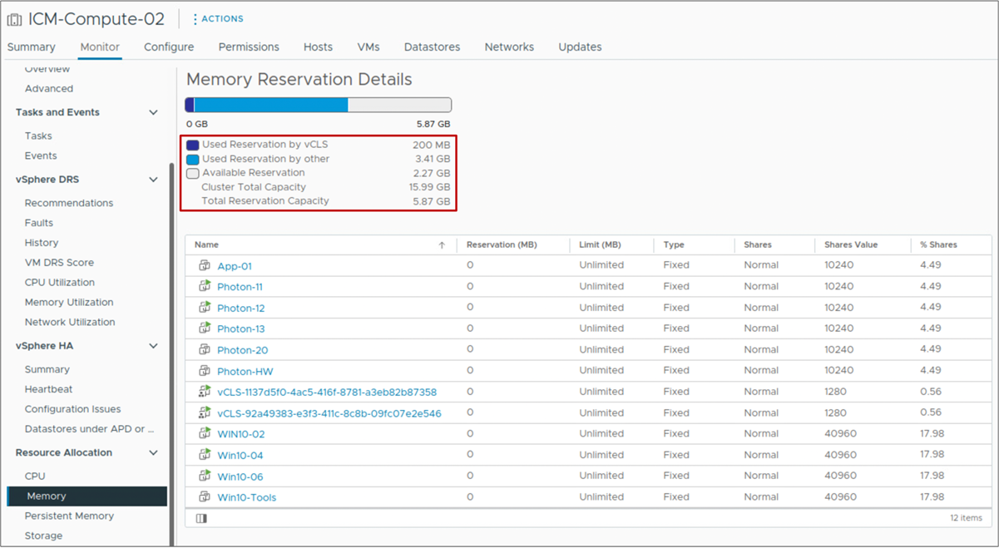 ICM-Compute-02 ACTIONS
Summary Monitor Configure Permissions Hosts VMs Datastores Networks Updates
Overview
Advanced
Tasks and Events
Tasks
Events
vSphere DRS
Recommendations
Faults
History
VM DRS Score
CPU Utilization
Memory Utilization
Network Utilization
vSphere HA
Summary
Heartbeat
Configuration Issues
Datastores under APD or ...
Resource Allocation
CPU
Memory
Persistent Memory
Storage
Memory Reservation Details
0 GB 5.87 GB
Used Reservation by vCLS 200 MB
Used Reservation by other 3.41 GB
Available Reservation 2.27 GB
Cluster Total Capacity 15.99 GB
Total Reservation Capacity 5.87 GB
Name Reservation (MB) Limit (MB) Type Shares Shares Value % Shares
App-01 0 Unlimited Fixed Normal 10240 4.49
Photon-11 0 Unlimited Fixed Normal 10240 4.49
Photon-12 0 Unlimited Fixed Normal 10240 4.49
Photon-13 0 Unlimited Fixed Normal 10240 4.49
Photon-20 0 Unlimited Fixed Normal 10240 4.49
Photon-HW 0 Unlimited Fixed Normal 10240 4.49
vCLS-1137d5f0-4ac5-416f-8781-a3eb82b87358 0 Unlimited Fixed Normal 1280 0.56
vCLS-92a49383-e3f3-411c-8c8b-09fc07e2e546 0 Unlimited Fixed Normal 1280 0.56
WIN10-02 0 Unlimited Fixed Normal 40960 17.98
Win10-04 0 Unlimited Fixed Normal 40960 17.98
Win10-06 0 Unlimited Fixed Normal 40960 17.98
Win10-Tools 0 Unlimited Fixed Normal 40960 17.98
12 items